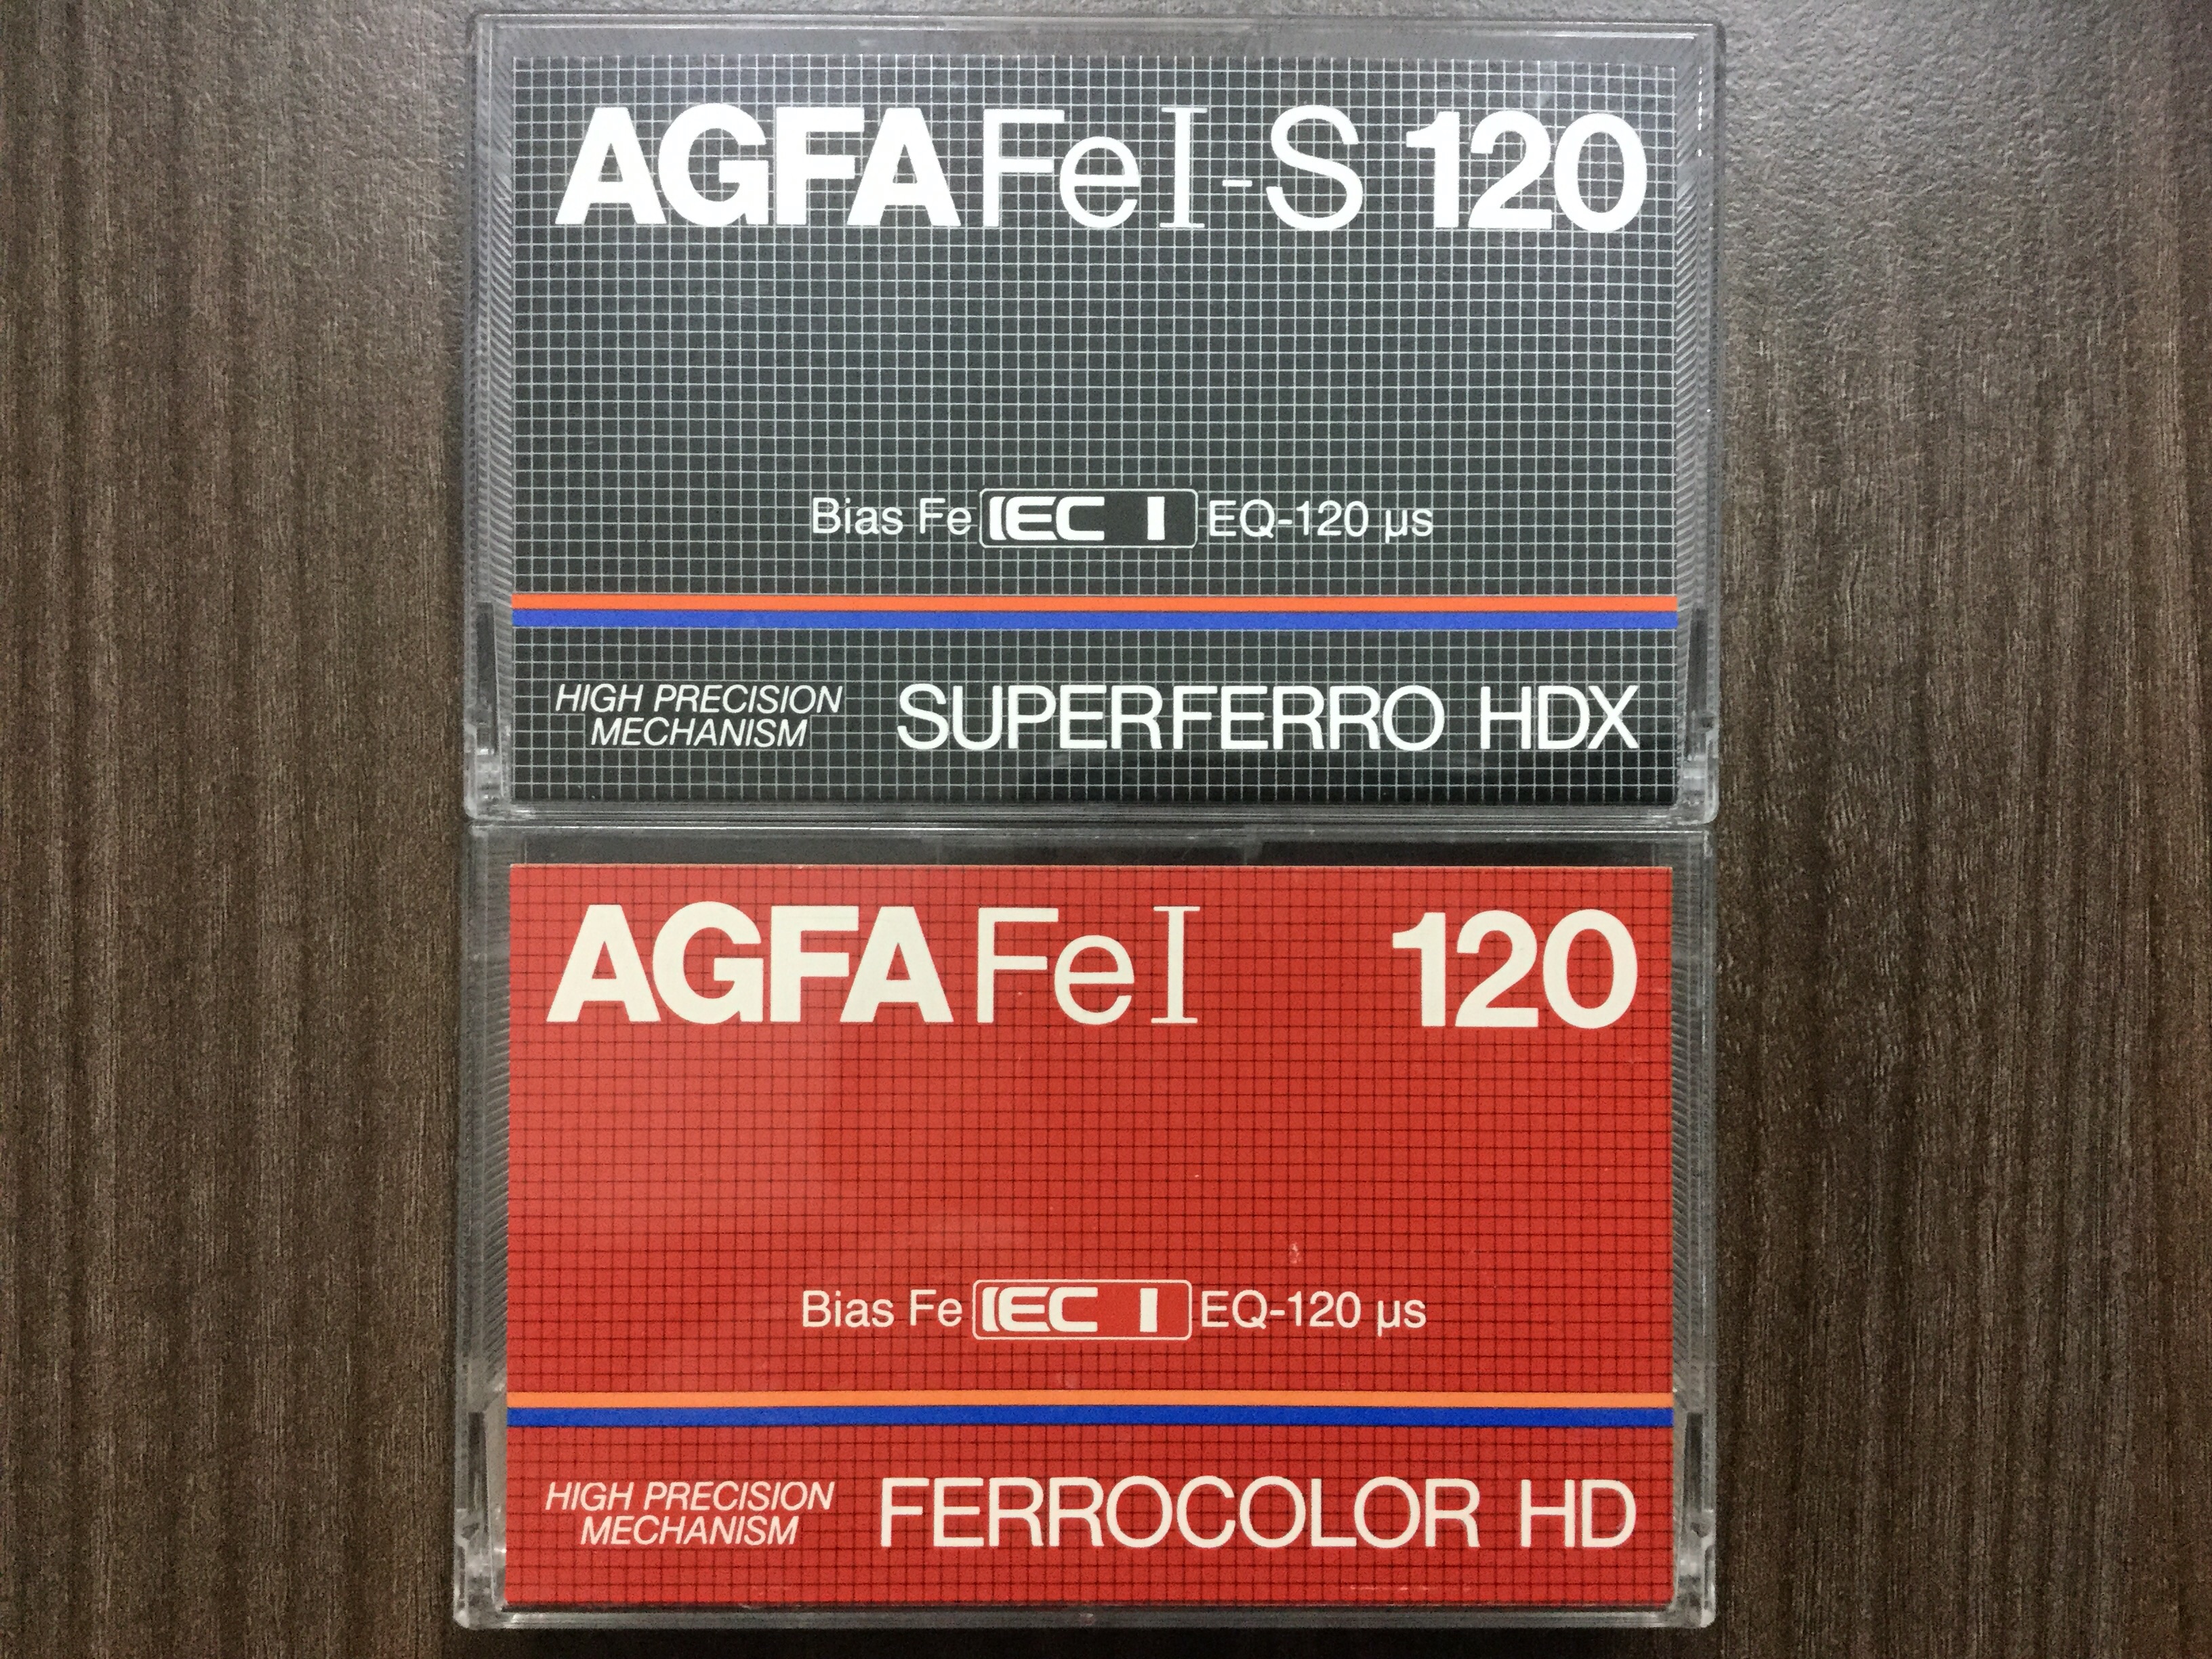 AGFA Fe I-S 120
Bias Fe IEC I EQ-120 µs
HIGH PRECISION
MECHANISM
SUPERFERRO HDX
AGFA Fe I 120
Bias Fe IEC I EQ-120 µs
HIGH PRECISION
MECHANISM
FERROCOLOR HD